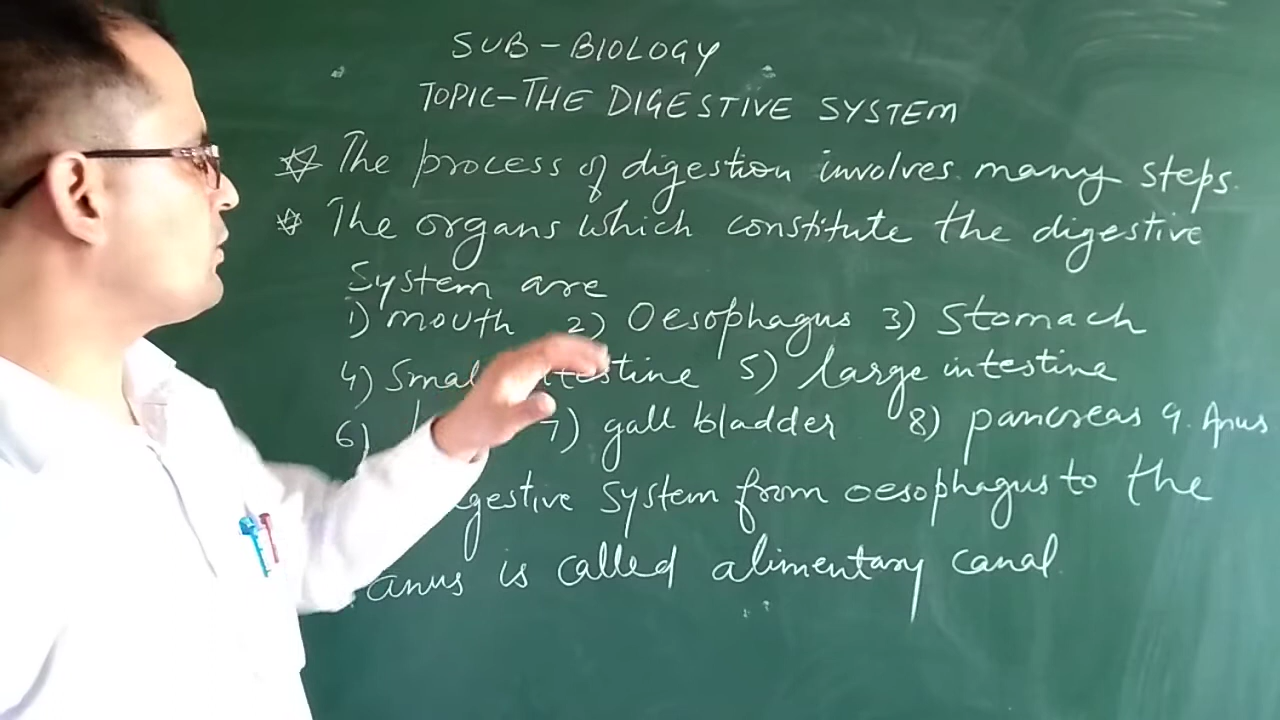 SUB - BIOLOGY
TOPIC - THE DIGESTIVE SYSTEM
☆ The process of digestion involves many steps.
☆ The organs which constitute the digestive
System are
1) mouth 2) Oesophagus 3) Stomach
4) Small intestine 5) large intestine
6) 7) gall bladder 8) pancreas 9. Anus
System from oesophagus to the
anus is called alimentary canal.